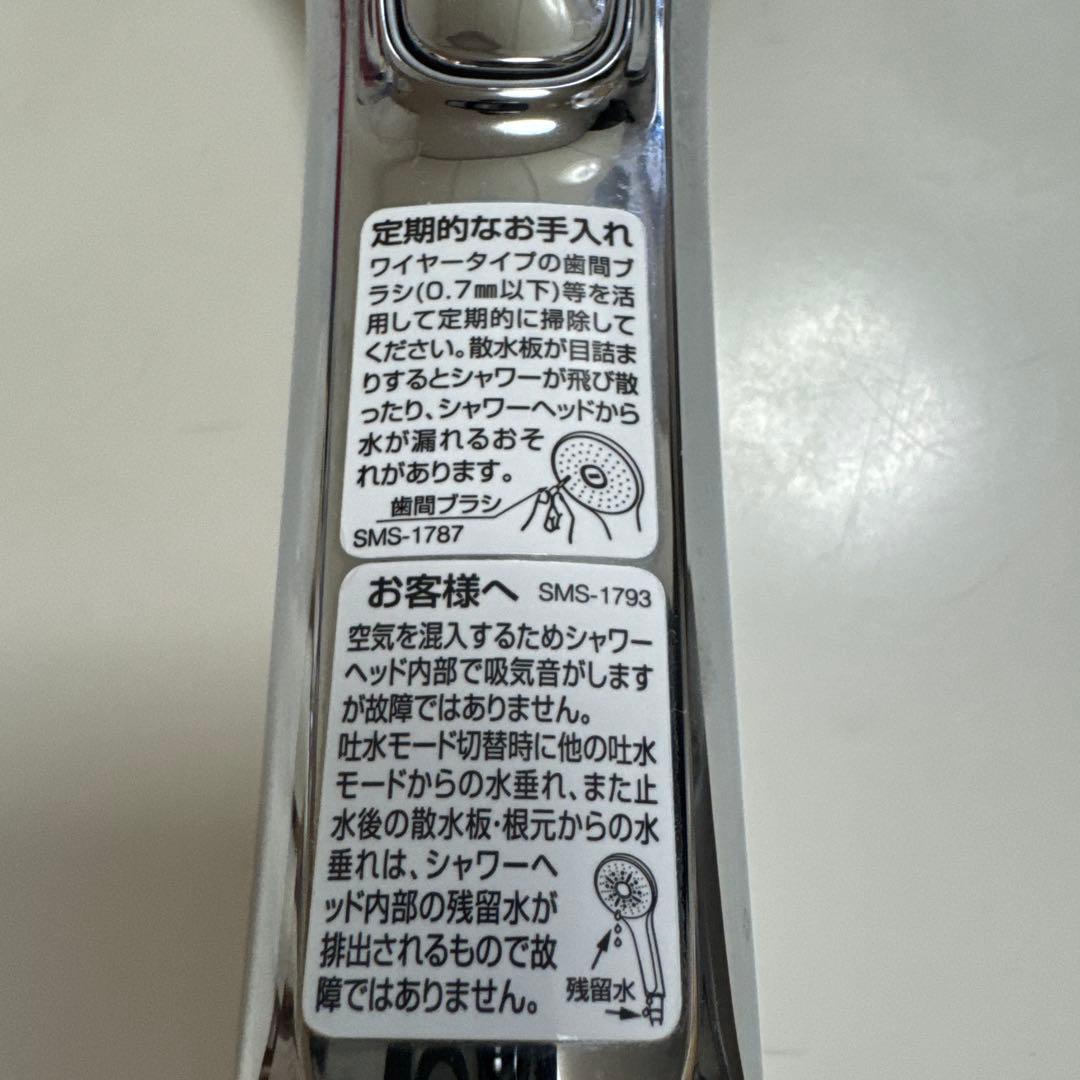 定期的なお手入れ
ワイヤータイプの歯間ブ
ラシ(0.7㎜以下)等を活
用して定期的に掃除して
ください。散水板が目詰ま
りするとシャワーが飛び散
ったり、シャワーヘッドから
水が漏れるおそ
れがあります。
歯間ブラシ
SMS-1787
お客様へ SMS-1793
空気を混入するためシャワー
ヘッド内部で吸気音がします
が故障ではありません。
吐水モード切替時に他の吐水
モードからの水垂れ、また止
水後の散水板・根元からの水
垂れは、シャワーヘ
ッド内部の残留水が
排出されるもので故
障ではありません。
残留水